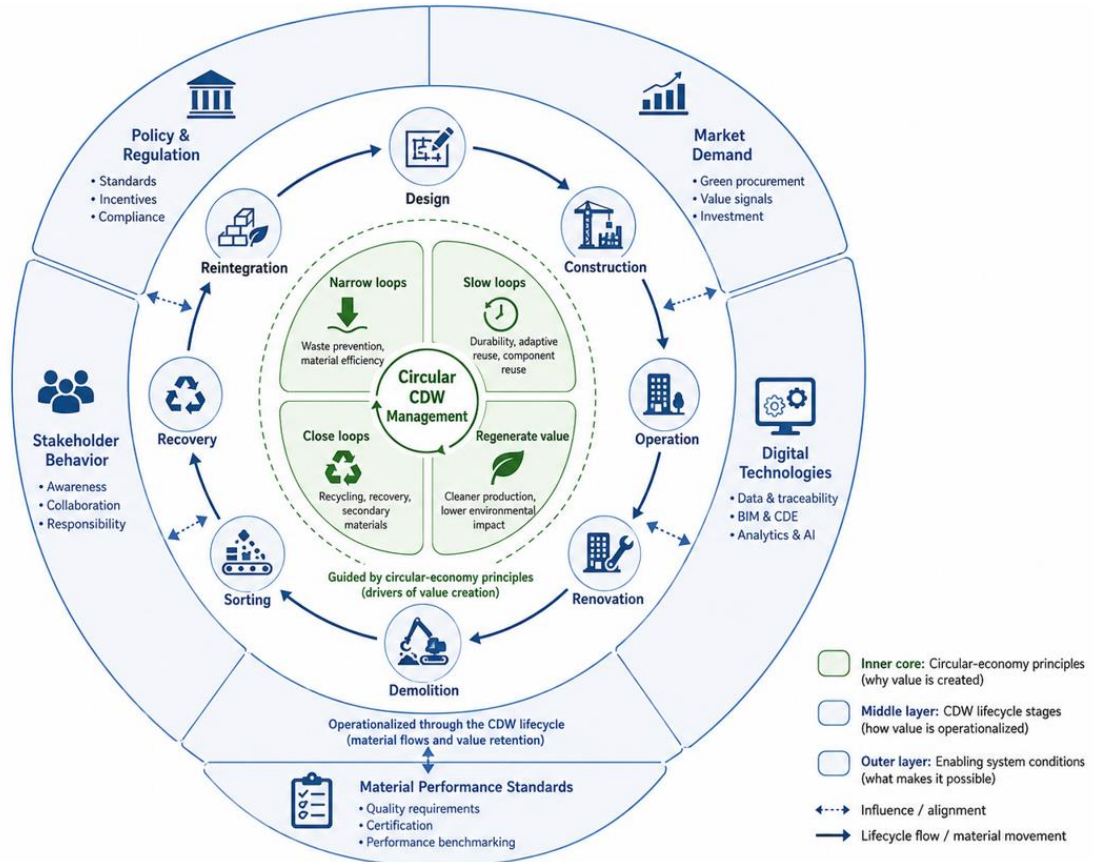 Policy &
Regulation
• Standards
• Incentives
• Compliance
Market
Demand
• Green procurement
• Value signals
• Investment
Design
Reintegration
Construction
Narrow loops
Waste prevention,
material efficiency
Slow loops
Durability, adaptive
reuse, component
reuse
Circular
CDW
Management
Stakeholder
Behavior
• Awareness
• Collaboration
• Responsibility
Recovery
Operation
Digital
Technologies
• Data & traceability
• BIM & CDE
• Analytics & AI
Close loops
Recycling, recovery,
secondary
materials
Regenerate value
Cleaner production,
lower environmental
impact
Guided by circular-economy principles
(drivers of value creation)
Sorting
Renovation
Demolition
Operationalized through the CDW lifecycle
(material flows and value retention)
Material Performance Standards
• Quality requirements
• Certification
• Performance benchmarking
Inner core: Circular-economy principles
(why value is created)
Middle layer: CDW lifecycle stages
(how value is operationalized)
Outer layer: Enabling system conditions
(what makes it possible)
Influence / alignment
Lifecycle flow / material movement